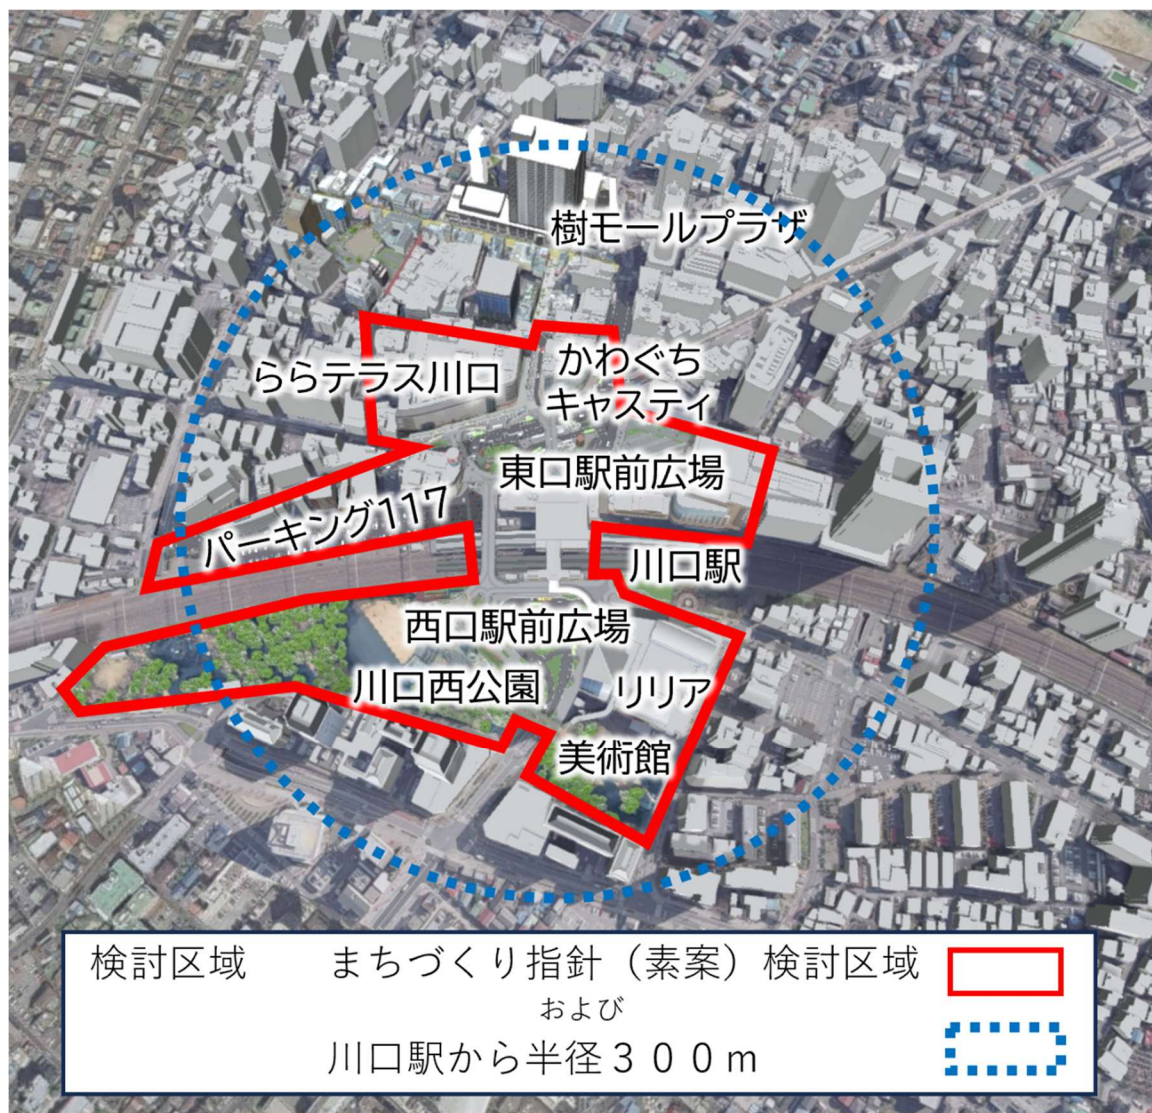 樹モールプラザ
ららテラス川口
かわぐち
キャスティ
東口駅前広場
パーキング117
川口駅
西口駅前広場
川口西公園
リリア
美術館
検討区域 まちづくり指針（素案）検討区域
および
川口駅から半径３００ｍ